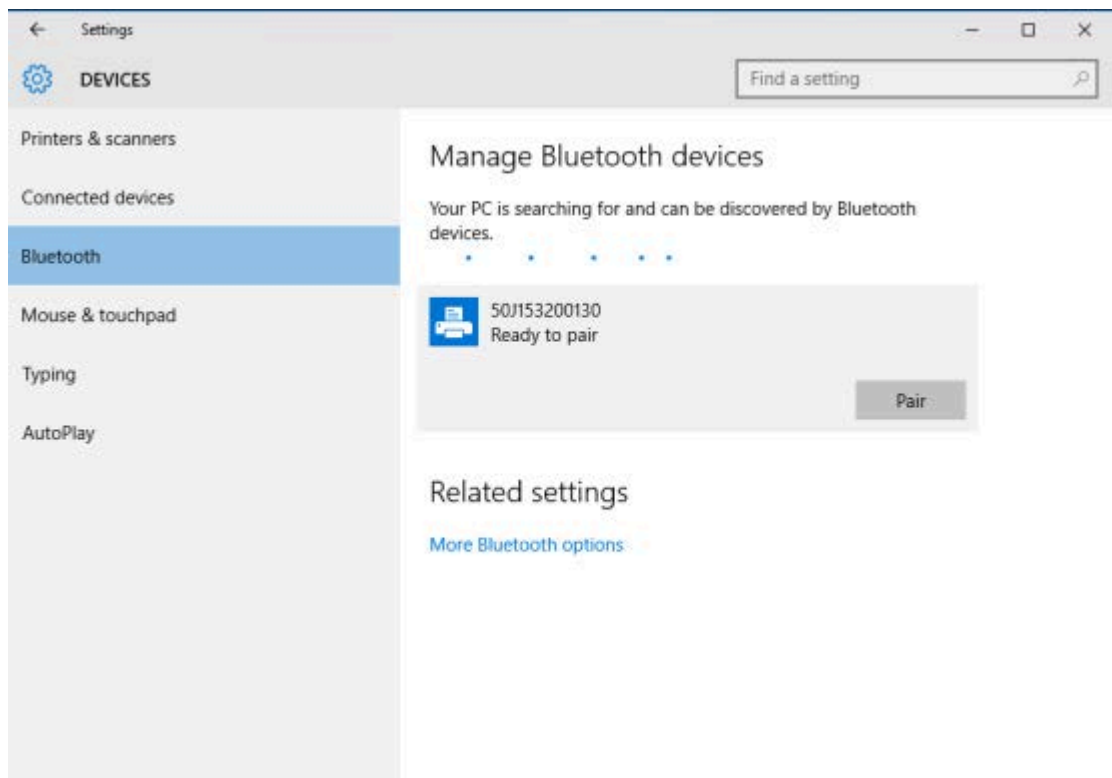 Settings
DEVICES
Find a setting
Printers & scanners
Connected devices
Bluetooth
Mouse & touchpad
Typing
AutoPlay
Manage Bluetooth devices
Your PC is searching for and can be discovered by Bluetooth
devices.
50J153200130
Ready to pair
Pair
Related settings
More Bluetooth options